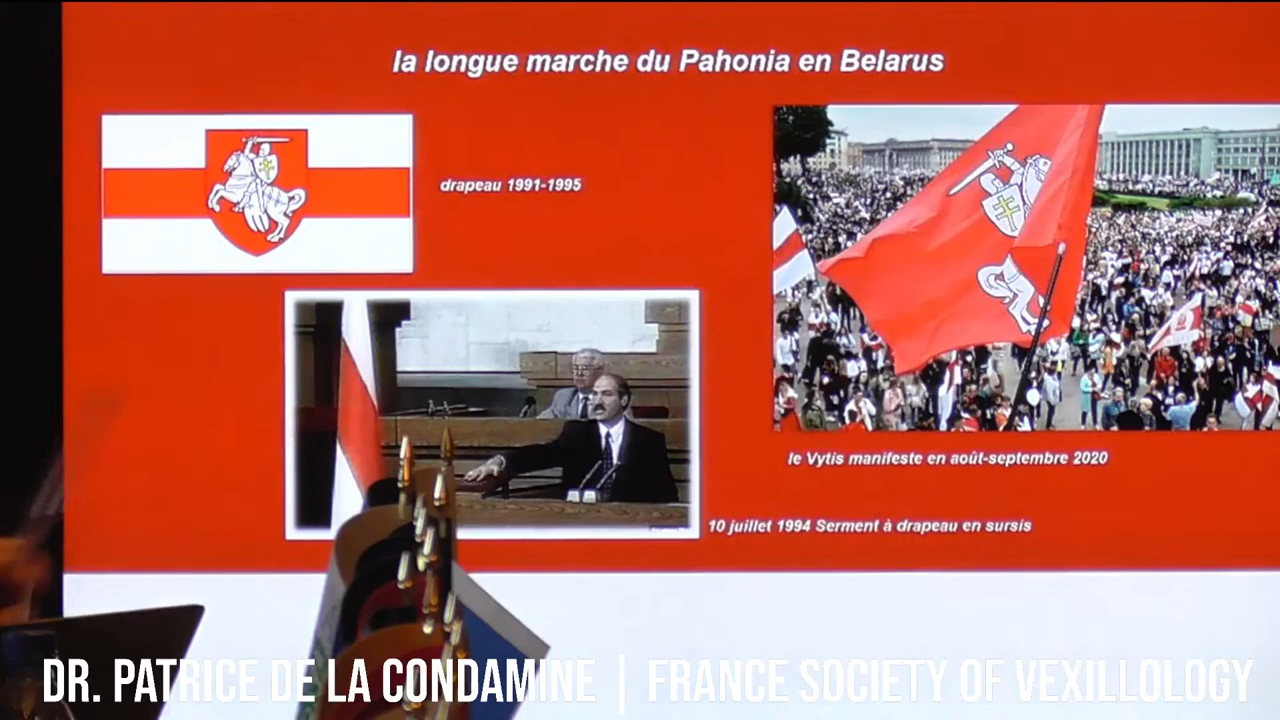 la longue marche du Pahonia en Belarus
drapeau 1991-1995
le Vytis manifeste en août-septembre 2020
10 juillet 1994 Serment à drapeau en sursis
DR. PATRICE DE LA CONDAMINE | FRANCE SOCIETY OF VEXILLOLOGY